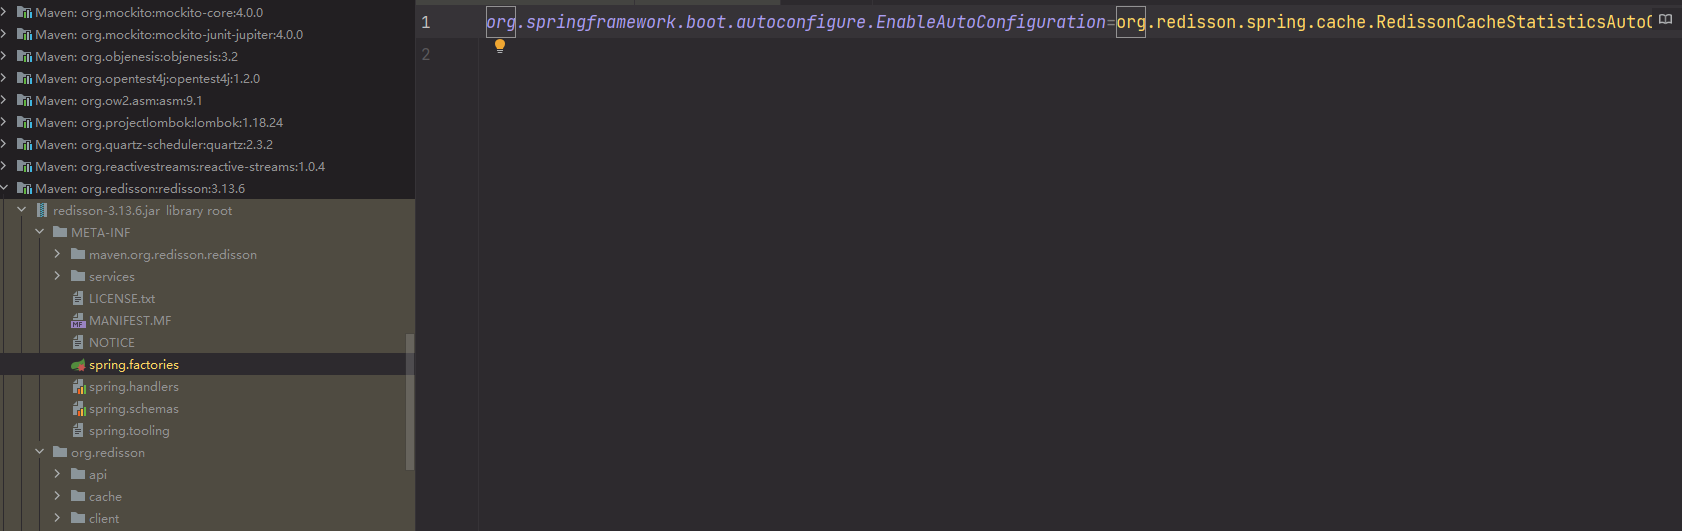 Maven: org.mockito:mockito-core:4.0.0
Maven: org.mockito:mockito-junit-jupiter:4.0.0
Maven: org.objenesis:objenesis:3.2
Maven: org.opentest4j:opentest4j:1.2.0
Maven: org.ow2.asm:asm:9.1
Maven: org.projectlombok:lombok:1.18.24
Maven: org.quartz-scheduler:quartz:2.3.2
Maven: org.reactivestreams:reactive-streams:1.0.4
Maven: org.redisson:redisson:3.13.6
redisson-3.13.6.jar library root
META-INF
maven.org.redisson.redisson
services
LICENSE.txt
MF MANIFEST.MF
NOTICE
spring.factories
spring.handlers
spring.schemas
spring.tooling
org.redisson
api
cache
client
1 org.springframework.boot.autoconfigure.EnableAutoConfiguration=org.redisson.spring.cache.RedissonCacheStatisticsAuto
2